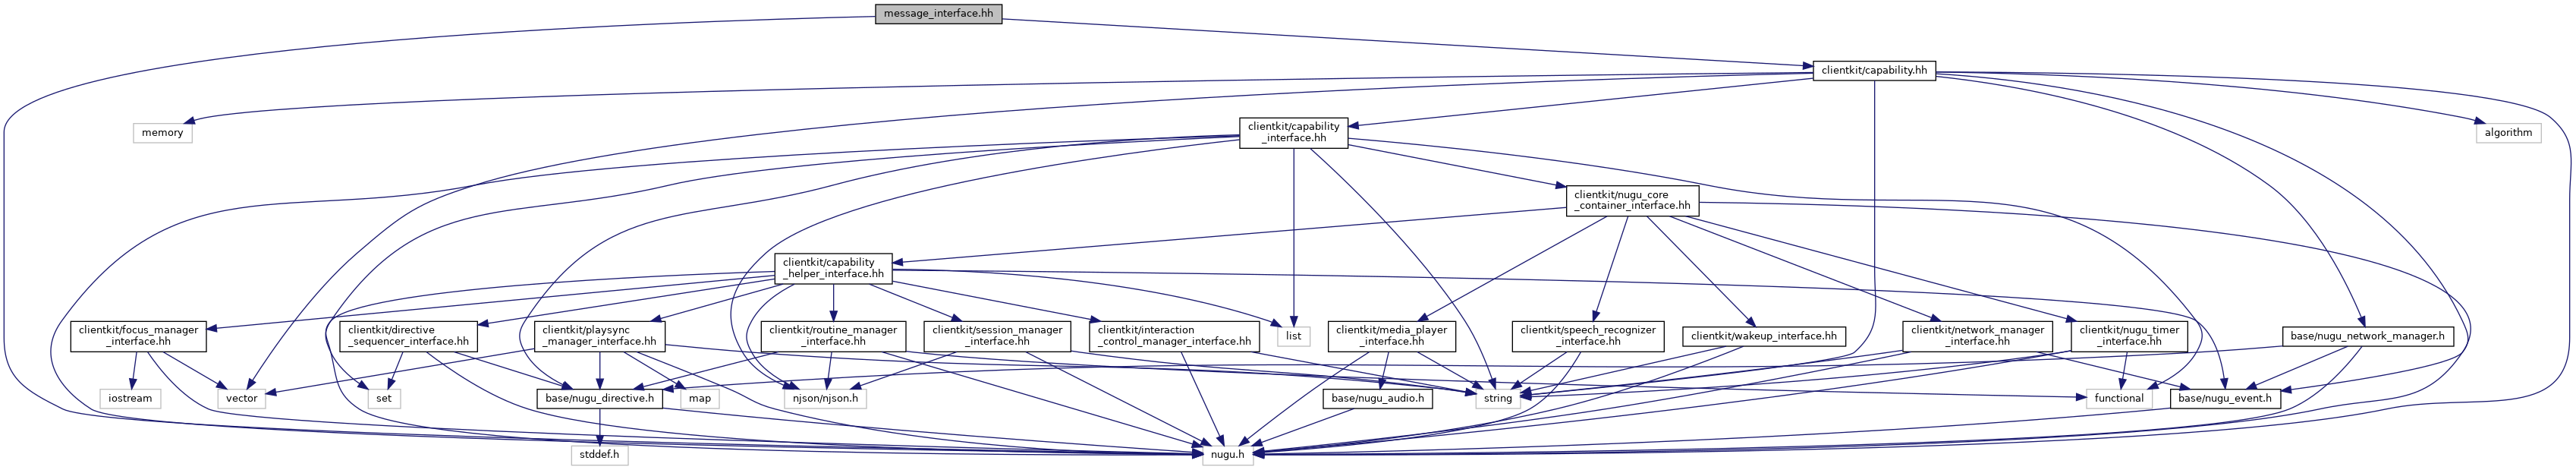 message_interface.hh
clientkit/capability.hh
memory
clientkit/capability
_interface.hh
algorithm
clientkit/nugu_core
_container_interface.hh
clientkit/capability
_helper_interface.hh
clientkit/focus_manager
_interface.hh
clientkit/directive
_sequencer_interface.hh
clientkit/playsync
_manager_interface.hh
clientkit/routine_manager
_interface.hh
clientkit/session_manager
_interface.hh
clientkit/interaction
_control_manager_interface.hh
list
clientkit/media_player
_interface.hh
clientkit/speech_recognizer
_interface.hh
clientkit/wakeup_interface.hh
clientkit/network_manager
_interface.hh
clientkit/nugu_timer
_interface.hh
base/nugu_network_manager.h
iostream
vector
set
base/nugu_directive.h
map
njson/njson.h
string
base/nugu_audio.h
functional
base/nugu_event.h
stddef.h
nugu.h